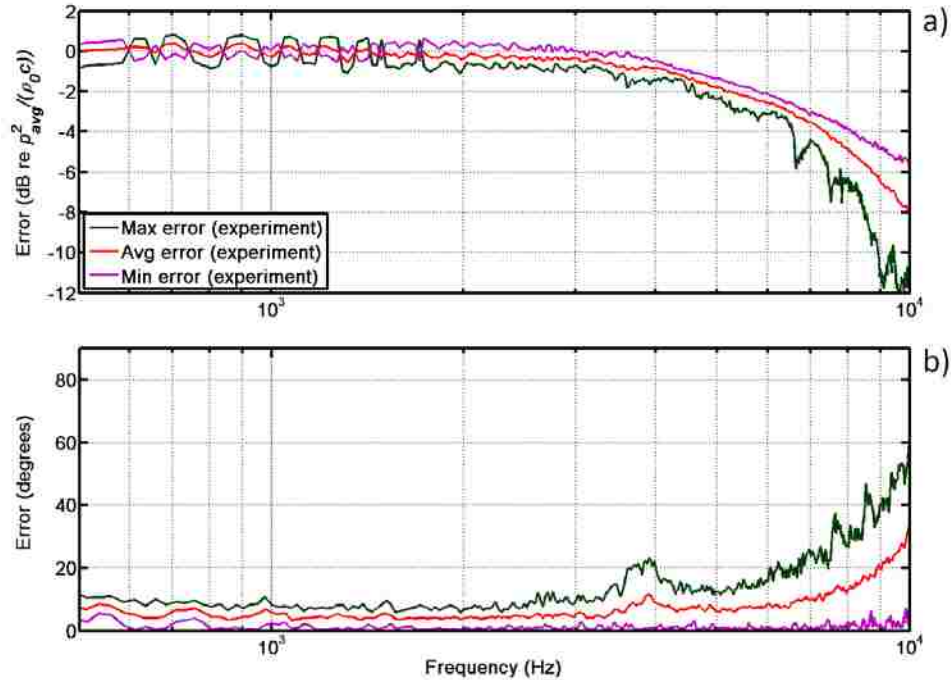 a)
Error (dB re p²avg/(ρ₀c))
2
0
-2
-4
-6
-8
-10
-12
Max error (experiment)
Avg error (experiment)
Min error (experiment)
10³
10⁴
b)
Error (degrees)
80
60
40
20
0
10³
10⁴
Frequency (Hz)